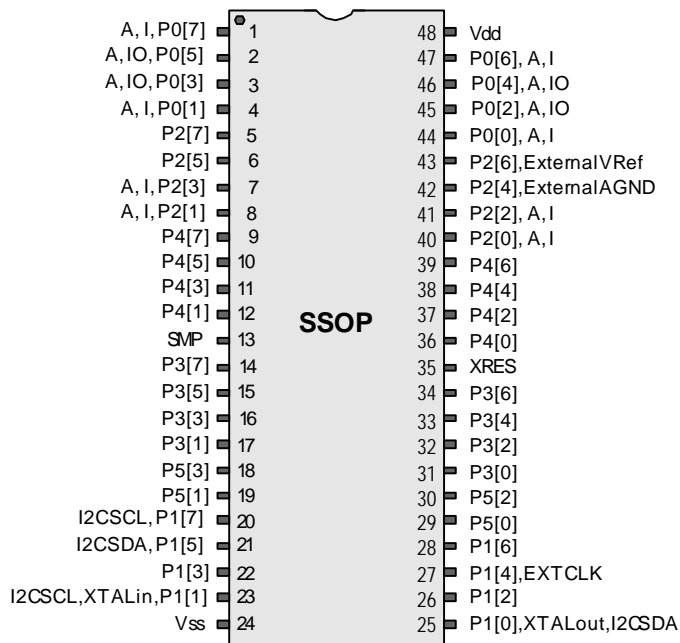 A, I, P0[7] 1 48 Vdd
A, IO, P0[5] 2 47 P0[6], A, I
A, IO, P0[3] 3 46 P0[4], A, IO
A, I, P0[1] 4 45 P0[2], A, IO
P2[7] 5 44 P0[0], A, I
P2[5] 6 43 P2[6], ExternalVRef
A, I, P2[3] 7 42 P2[4], ExternalAGND
A, I, P2[1] 8 41 P2[2], A, I
P4[7] 9 40 P2[0], A, I
P4[5] 10 39 P4[6]
P4[3] 11 38 P4[4]
P4[1] 12 37 P4[2]
SSOP
SMP 13 36 P4[0]
P3[7] 14 35 XRES
P3[5] 15 34 P3[6]
P3[3] 16 33 P3[4]
P3[1] 17 32 P3[2]
P5[3] 18 31 P3[0]
P5[1] 19 30 P5[2]
I2CSCL, P1[7] 20 29 P5[0]
I2CSDA, P1[5] 21 28 P1[6]
P1[3] 22 27 P1[4], EXTCLK
I2CSCL, XTALin, P1[1] 23 26 P1[2]
Vss 24 25 P1[0], XTALout, I2CSDA